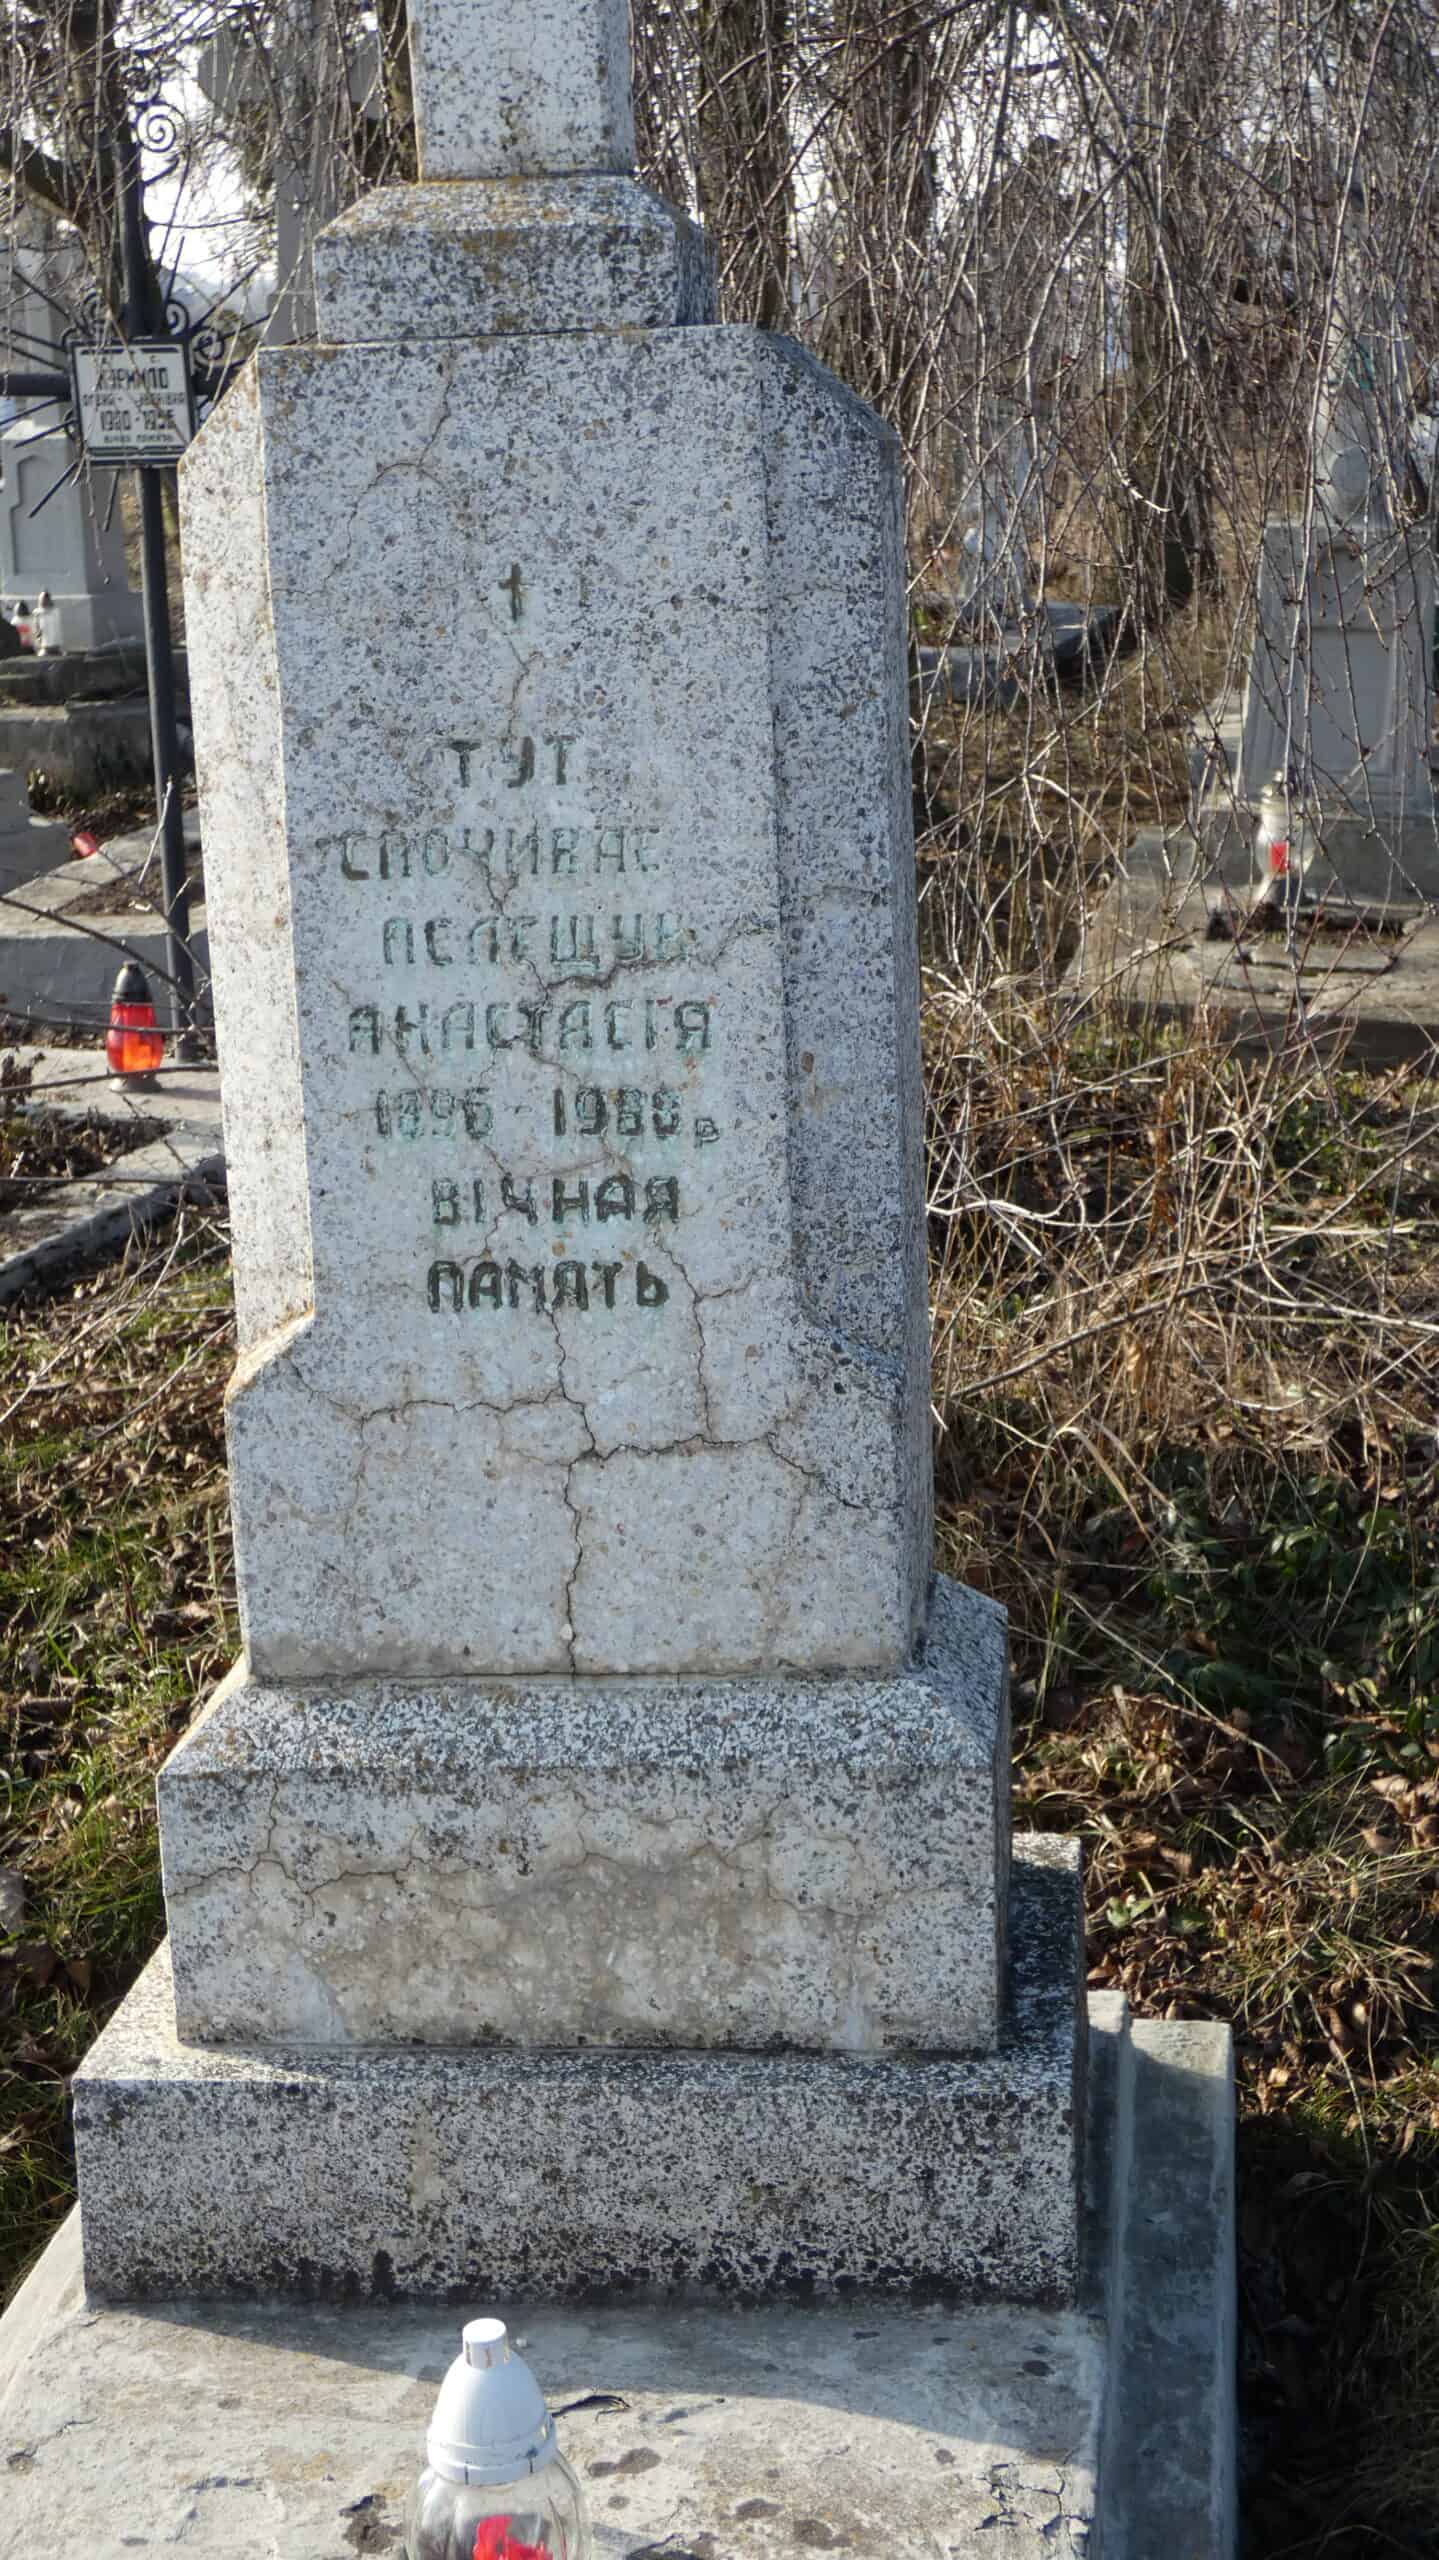 ТУТ
СПОЧИВАЄ
ПЕЛЕЩУК
АНАСТАСІЯ
1896 - 1988 р
ВІЧНАЯ
ПАМЯТЬ